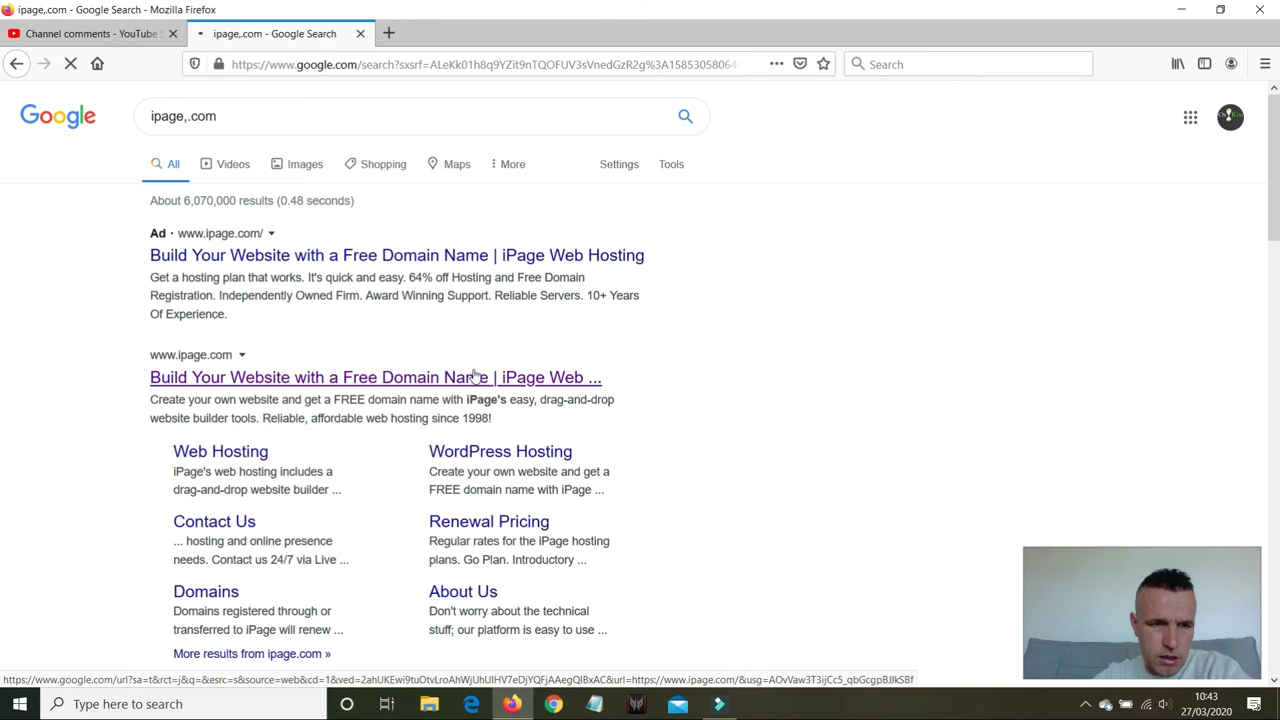 ipage,.com - Google Search - Mozilla Firefox
Channel comments - YouTube S
ipage,.com - Google Search
https://www.google.com/search?sxsrf=ALeKk01h8q9YZit9nTQOFUV3sVnedGzR2g%3A15853058064
Search
Google
ipage,.com
All
Videos
Images
Shopping
Maps
More
Settings
Tools
About 6,070,000 results (0.48 seconds)
Ad · www.ipage.com/
Build Your Website with a Free Domain Name | iPage Web Hosting
Get a hosting plan that works. It's quick and easy. 64% off Hosting and Free Domain
Registration. Independently Owned Firm. Award Winning Support. Reliable Servers. 10+ Years
Of Experience.
www.ipage.com
Build Your Website with a Free Domain Name | iPage Web ...
Create your own website and get a FREE domain name with iPage's easy, drag-and-drop
website builder tools. Reliable, affordable web hosting since 1998!
Web Hosting
iPage's web hosting includes a
drag-and-drop website builder ...
WordPress Hosting
Create your own website and get a
FREE domain name with iPage ...
Contact Us
... hosting and online presence
needs. Contact us 24/7 via Live ...
Renewal Pricing
Regular rates for the iPage hosting
plans. Go Plan. Introductory ...
Domains
Domains registered through or
transferred to iPage will renew ...
About Us
Don't worry about the technical
stuff; our platform is easy to use ...
More results from ipage.com »
https://www.google.com/url?sa=t&rct=j&q=&esrc=s&source=web&cd=1&ved=2ahUKEwi9tuOtvLroAhWjUhUIHV7eDjYQFjAAegQIBxAC&url=https://www.ipage.com/&usg=AOvVaw3T3ijCc5_qbGcgpBJJkSBf
Type here to search
10:43
27/03/2020